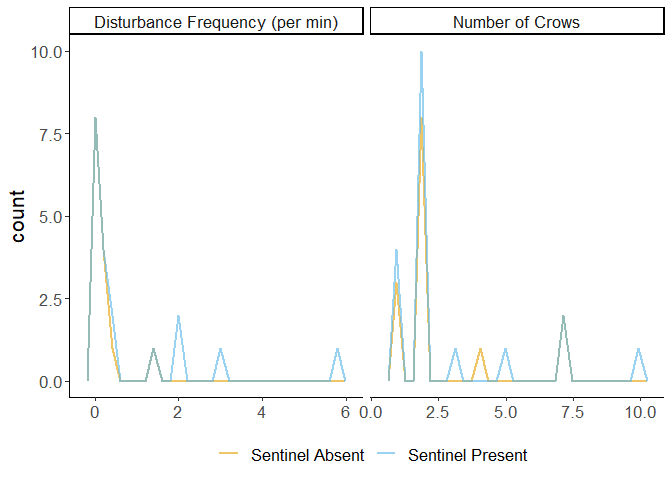 Disturbance Frequency (per min)
Number of Crows
count
10.0
7.5
5.0
2.5
0.0
0 2 4 6
0.0 2.5 5.0 7.5 10.0
Sentinel Absent Sentinel Present